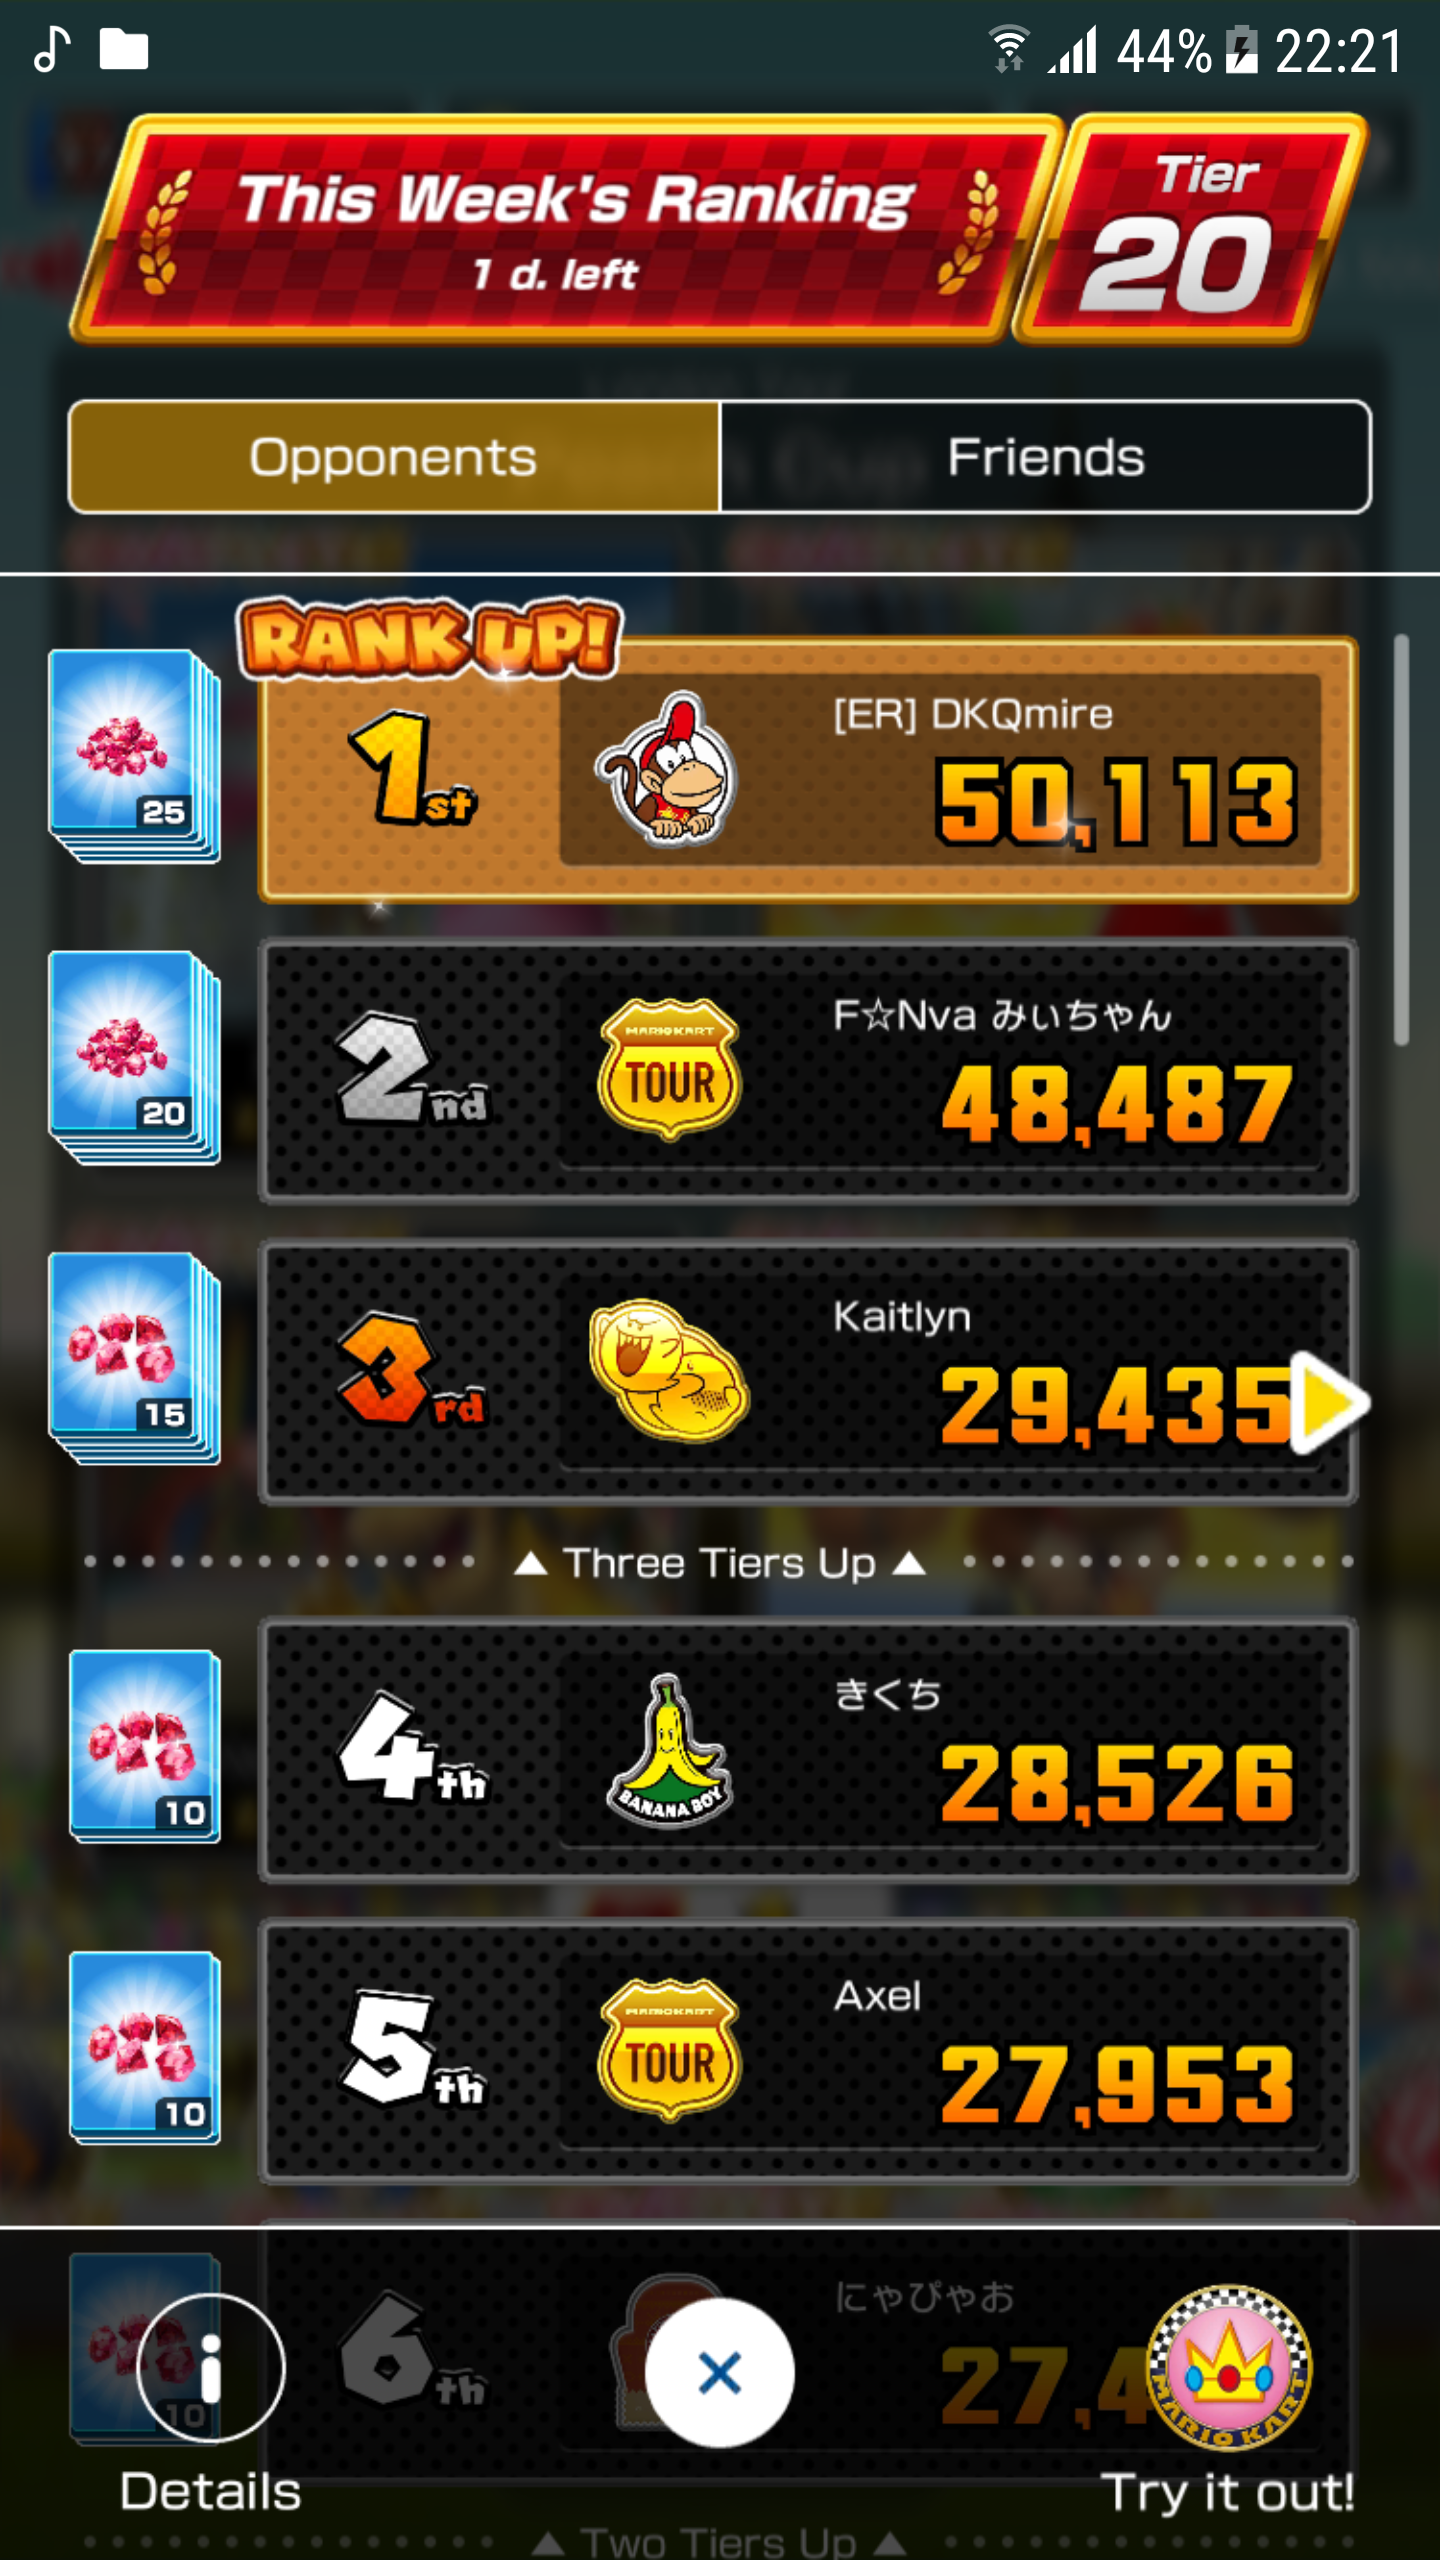 44% 22:21
This Week's Ranking
1 d. left
Tier
20
Opponents
Friends
RANK UP!
25
1st
[ER] DKQmire
50,113
20
2nd
MARIO KART
TOUR
F☆Nva みぃちゃん
48,487
15
3rd
Kaitlyn
29,435
▲ Three Tiers Up ▲
10
4th
BANANA BOY
きくち
28,526
10
5th
MARIO KART
TOUR
Axel
27,953
10
6th
にゃぴゃお
27,4
MARIO KART
Details
×
Try it out!
▲ Two Tiers Up ▲